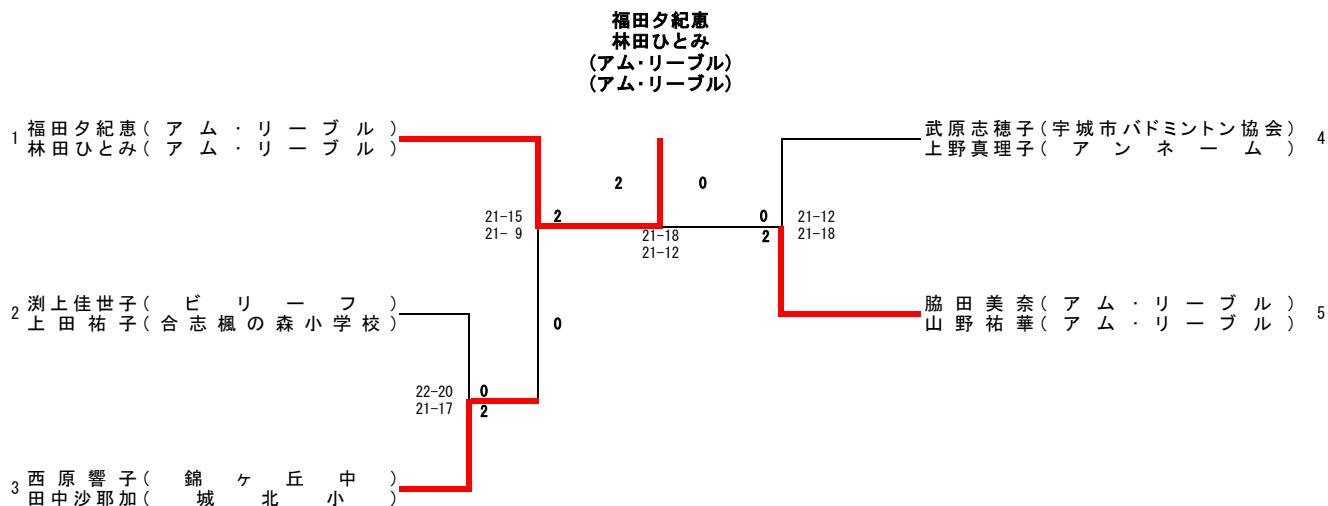 福田夕紀恵
林田ひとみ
(アム・リーブル)
(アム・リーブル)
1 福田夕紀恵(アム・リーブル)
林田ひとみ(アム・リーブル)
武原志穂子(宇城市バドミントン協会) 4
上野真理子(アンネーム)
2 0
21-15 2
21- 9
21-18
21-12
0 21-12
2 21-18
2 渕上佳世子(ビリーフ)
上田祐子(合志楓の森小学校)
0
脇田美奈(アム・リーブル) 5
山野祐華(アム・リーブル)
22-20 0
21-17 2
3 西原響子(錦ヶ丘中)
田中沙耶加(城北小)